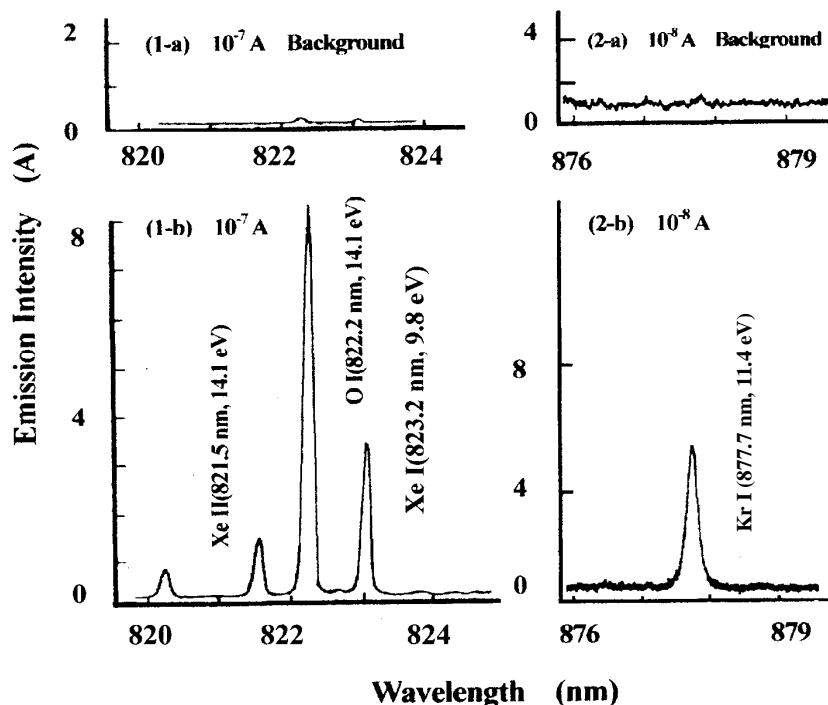 Emission Intensity (A)
(1-a) 10⁻⁷ A Background
2
0
820 822 824
(2-a) 10⁻⁸ A Background
4
0
876 879
(1-b) 10⁻⁷ A
8
4
0
Xe II(821.5 nm, 14.1 eV)
O I(822.2 nm, 14.1 eV)
Xe I(823.2 nm, 9.8 eV)
820 822 824
(2-b) 10⁻⁸ A
8
4
0
Kr I (877.7 nm, 11.4 eV)
876 879
Wavelength (nm)